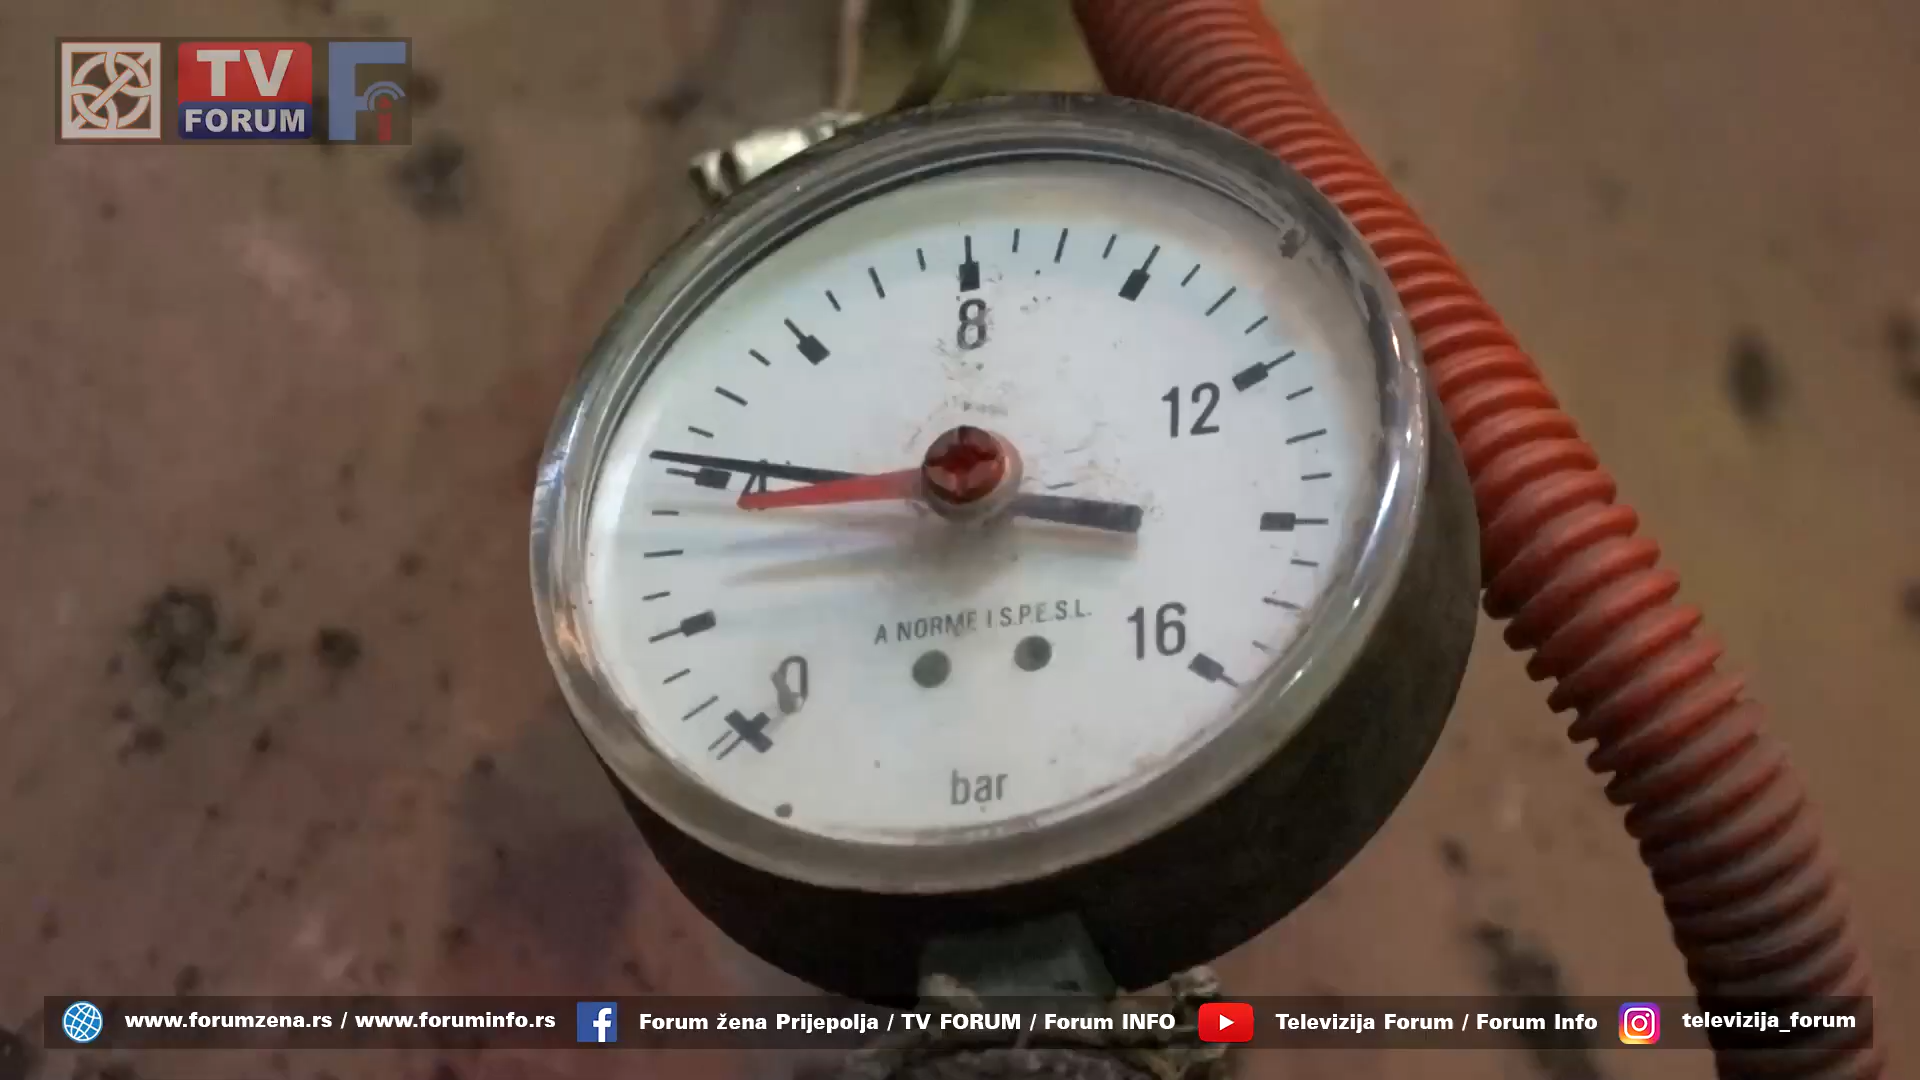 TV
FORUM
Fi
8
12
4
A NORME I.S.P.E.S.L.
16
0
bar
www.forumzena.rs / www.foruminfo.rs
Forum žena Prijepolja / TV FORUM / Forum INFO
Televizija Forum / Forum Info
televizija_forum